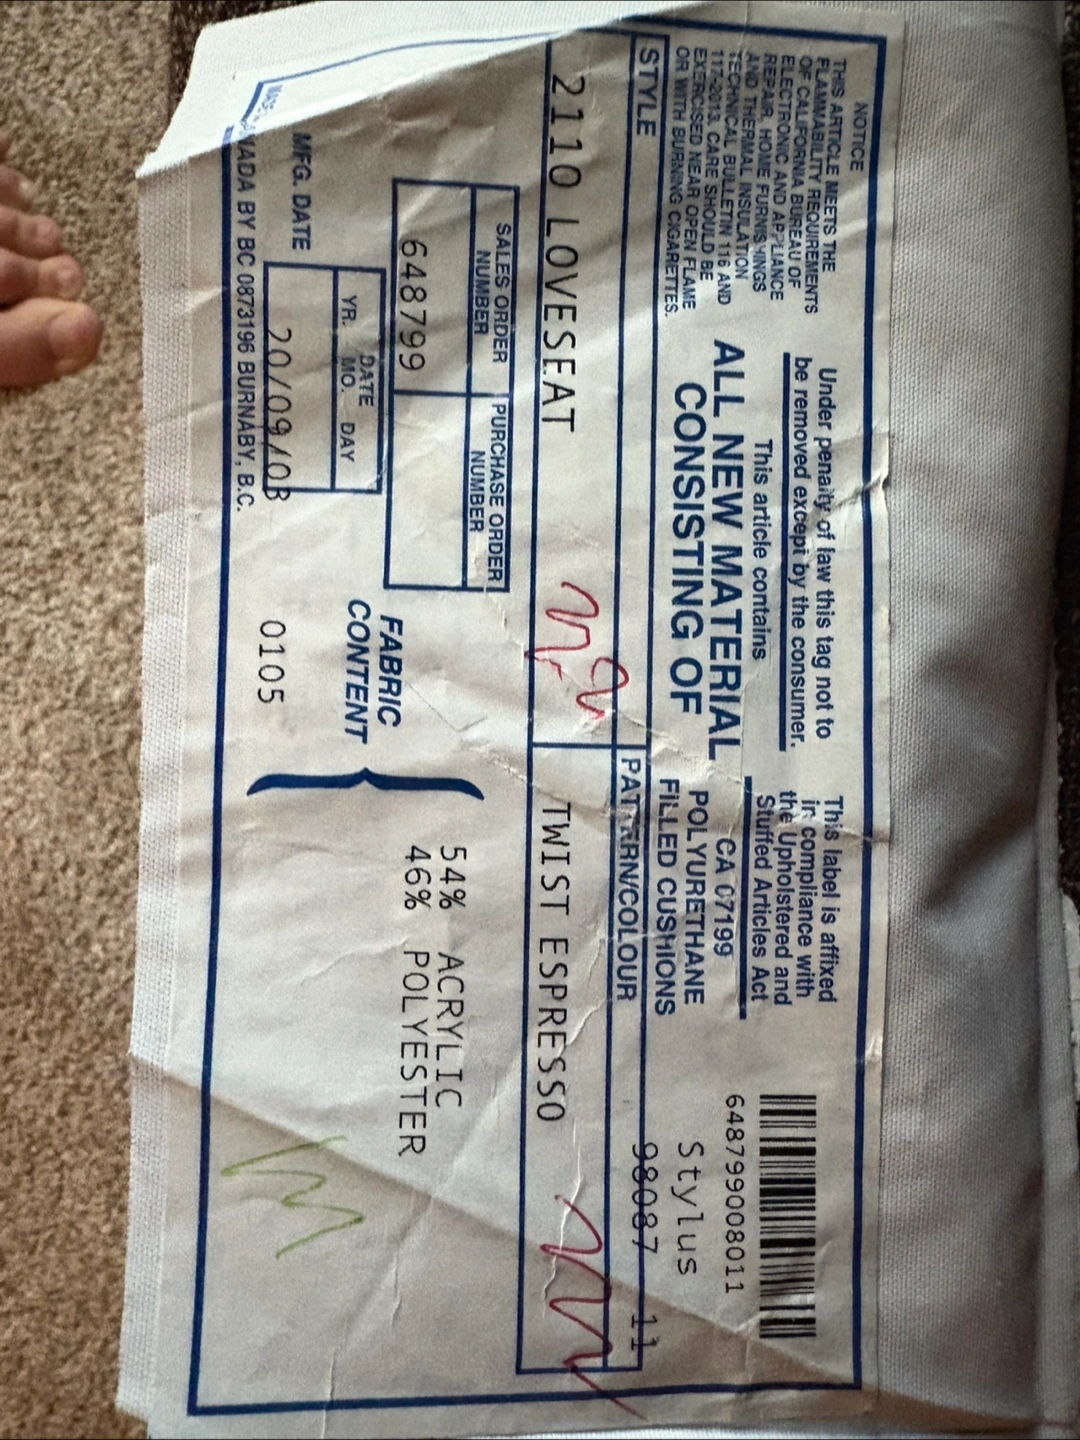 NOTICE
THIS ARTICLE MEETS THE
FLAMMABILITY REQUIREMENTS
OF CALIFORNIA BUREAU OF
ELECTRONIC AND APPLIANCE
REPAIR, HOME FURNISHINGS
AND THERMAL INSULATION
TECHNICAL BULLETIN 116 AND
117-2013. CARE SHOULD BE
EXERCISED NEAR OPEN FLAME
OR WITH BURNING CIGARETTES.
Under penalty of law this tag not to
be removed except by the consumer.
This article contains
ALL NEW MATERIAL
CONSISTING OF
This label is affixed
in compliance with
the Upholstered and
Stuffed Articles Act
CA 07199
POLYURETHANE
FILLED CUSHIONS
648799008011
Stylus
98087 11
STYLE
2110 LOVESEAT
PATTERN/COLOUR
TWIST ESPRESSO
SALES ORDER
NUMBER
PURCHASE ORDER
NUMBER
648799
FABRIC
CONTENT
54% ACRYLIC
46% POLYESTER
MFG. DATE
DATE
YR. MO. DAY
20/09/03
0105
BY BC 0873196 BURNABY, B.C.